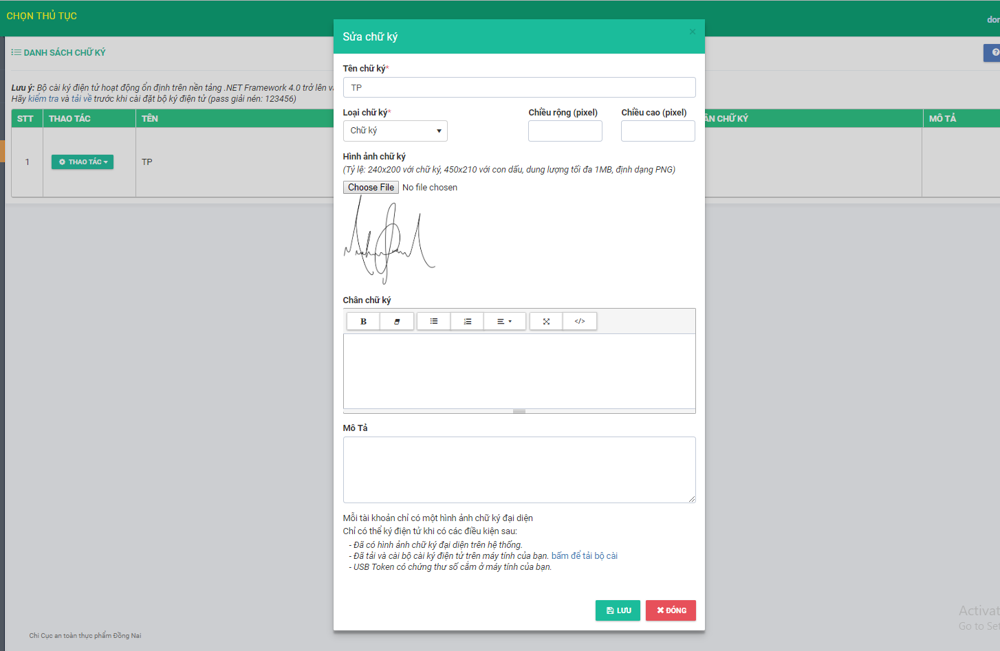 CHỌN THỦ TỤC
Sửa chữ ký
×
DANH SÁCH CHỮ KÝ
Lưu ý: Bộ cài ký điện tử hoạt động ổn định trên nền tảng .NET Framework 4.0 trở lên
Hãy kiểm tra và tải về trước khi cài đặt bộ ký điện tử (pass giải nén: 123456)
STT THAO TÁC TÊN CHỮ KÝ MÔ TẢ
1 THAO TÁC TP
Tên chữ ký*
TP
Loại chữ ký* Chiều rộng (pixel) Chiều cao (pixel)
Chữ ký
Hình ảnh chữ ký
(Tỷ lệ: 240x200 với chữ ký, 450x210 với con dấu, dung lượng tối đa 1MB, định dạng PNG)
Choose File No file chosen
Chân chữ ký
B </>
Mô Tả
Mỗi tài khoản chỉ có một hình ảnh chữ ký đại diện
Chỉ có thể ký điện tử khi có các điều kiện sau:
- Đã có hình ảnh chữ ký đại diện trên hệ thống.
- Đã tải và cài bộ cài ký điện tử trên máy tính của bạn. bấm để tải bộ cài
- USB Token có chứng thư số cắm ở máy tính của bạn.
LƯU ĐÓNG
Go to
Chi Cục an toàn thực phẩm Đồng Nai